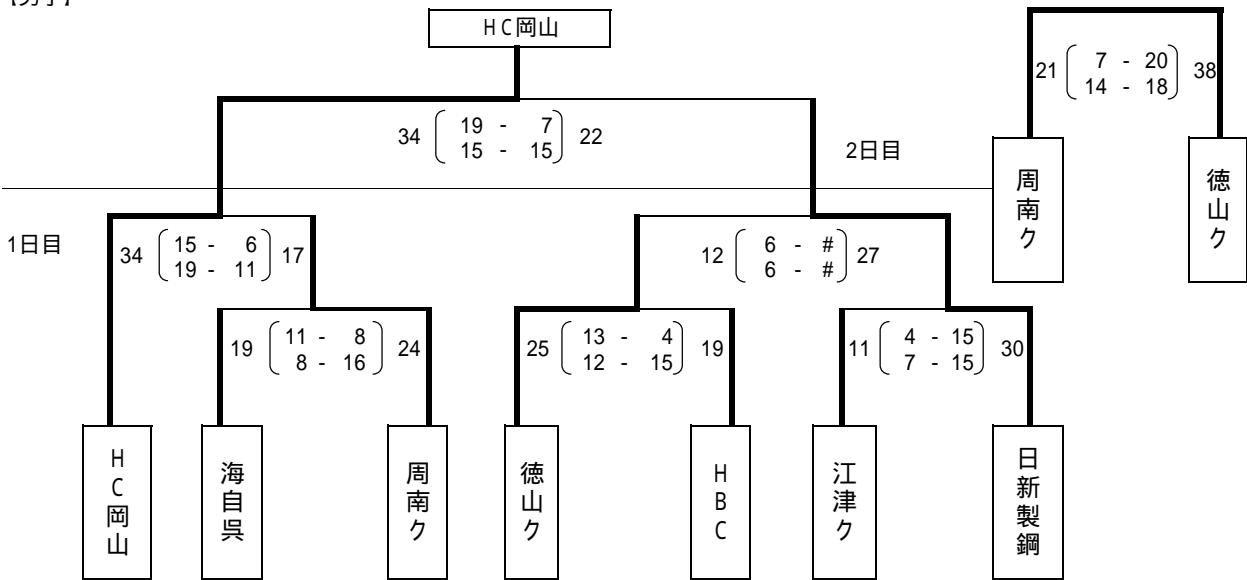 HC岡山
21 7 - 20 38
14 - 18
34 19 - 7 22
15 - 15
2日目
周南ク
徳山ク
1日目
34 15 - 6 17
19 - 11
12 6 - # 27
6 - #
19 11 - 8 24
8 - 16
25 13 - 4 19
12 - 15
11 4 - 15 30
7 - 15
HC岡山
海自呉
周南ク
徳山ク
HBC
江津ク
日新製鋼